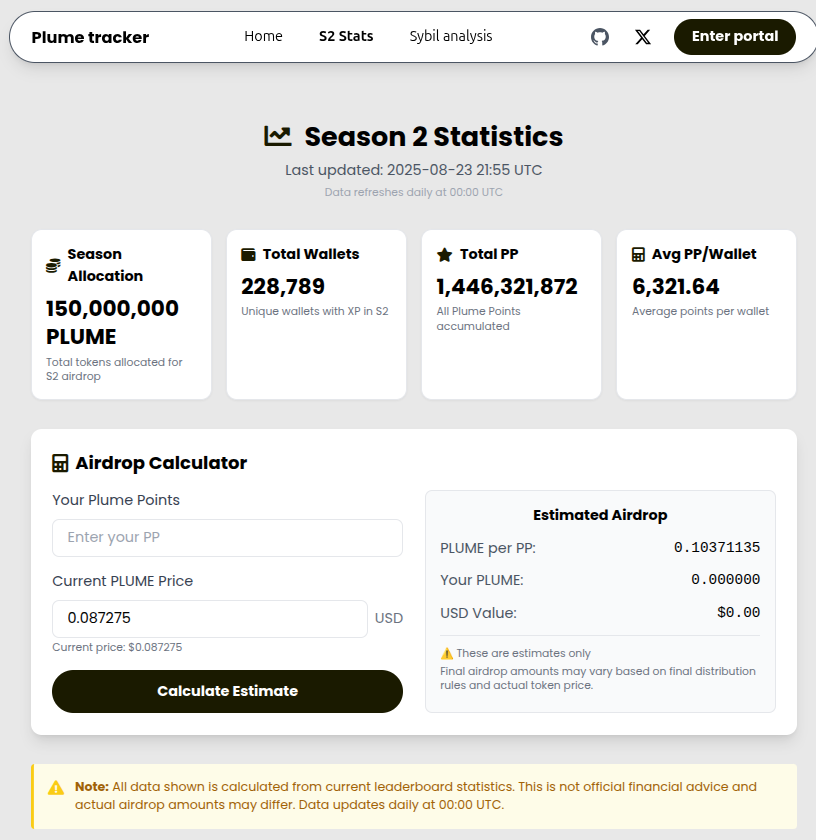 Plume tracker
Home
S2 Stats
Sybil analysis
Enter portal
Season 2 Statistics
Last updated: 2025-08-23 21:55 UTC
Data refreshes daily at 00:00 UTC
Season
Allocation
150,000,000
PLUME
Total tokens allocated for
S2 airdrop
Total Wallets
228,789
Unique wallets with XP in S2
Total PP
1,446,321,872
All Plume Points
accumulated
Avg PP/Wallet
6,321.64
Average points per wallet
Airdrop Calculator
Your Plume Points
Enter your PP
Current PLUME Price
0.087275 USD
Current price: $0.087275
Calculate Estimate
Estimated Airdrop
PLUME per PP: 0.10371135
Your PLUME: 0.000000
USD Value: $0.00
⚠️ These are estimates only
Final airdrop amounts may vary based on final distribution
rules and actual token price.
Note: All data shown is calculated from current leaderboard statistics. This is not official financial advice and
actual airdrop amounts may differ. Data updates daily at 00:00 UTC.